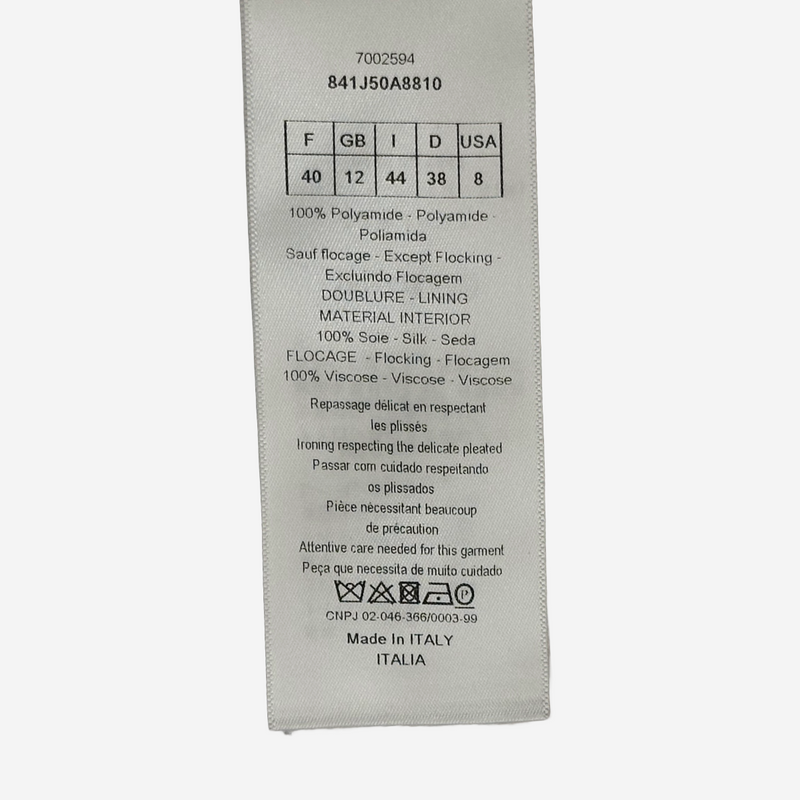 7002594
841J50A8810
F GB I D USA
40 12 44 38 8
100% Polyamide - Polyamide -
Poliamida
Sauf flocage - Except Flocking -
Excluindo Flocagem
DOUBLURE - LINING
MATERIAL INTERIOR
100% Soie - Silk - Seda
FLOCAGE - Flocking - Flocagem
100% Viscose - Viscose - Viscose
Repassage délicat en respectant
les plissés
Ironing respecting the delicate pleated
Passar com cuidado respeitando
os plissados
Pièce nécessitant beaucoup
de précaution
Attentive care needed for this garment
Peça que necessita de muito cuidado
P
CNPJ 02-046-366/0003-99
Made In ITALY
ITALIA